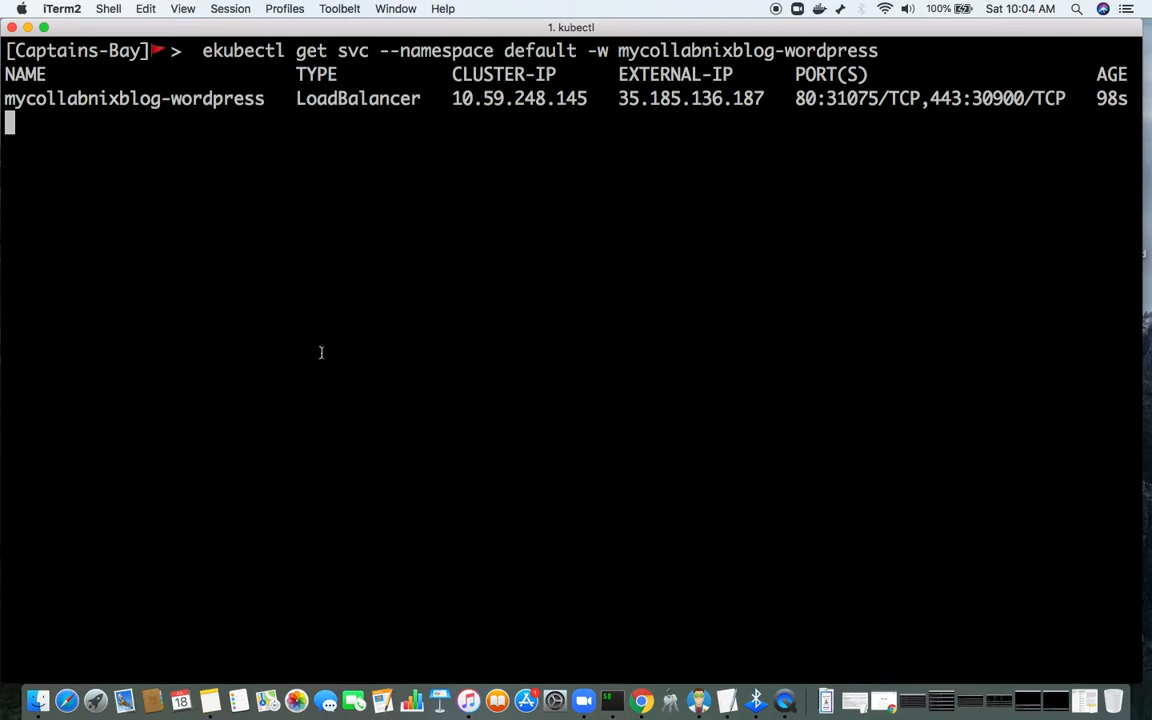 iTerm2 Shell Edit View Session Profiles Toolbelt Window Help 100% Sat 10:04 AM
1. kubectl
[Captains-Bay]🚩 >  ekubectl get svc --namespace default -w mycollabnixblog-wordpress
NAME TYPE CLUSTER-IP EXTERNAL-IP PORT(S) AGE
mycollabnixblog-wordpress LoadBalancer 10.59.248.145 35.185.136.187 80:31075/TCP,443:30900/TCP 98s
18